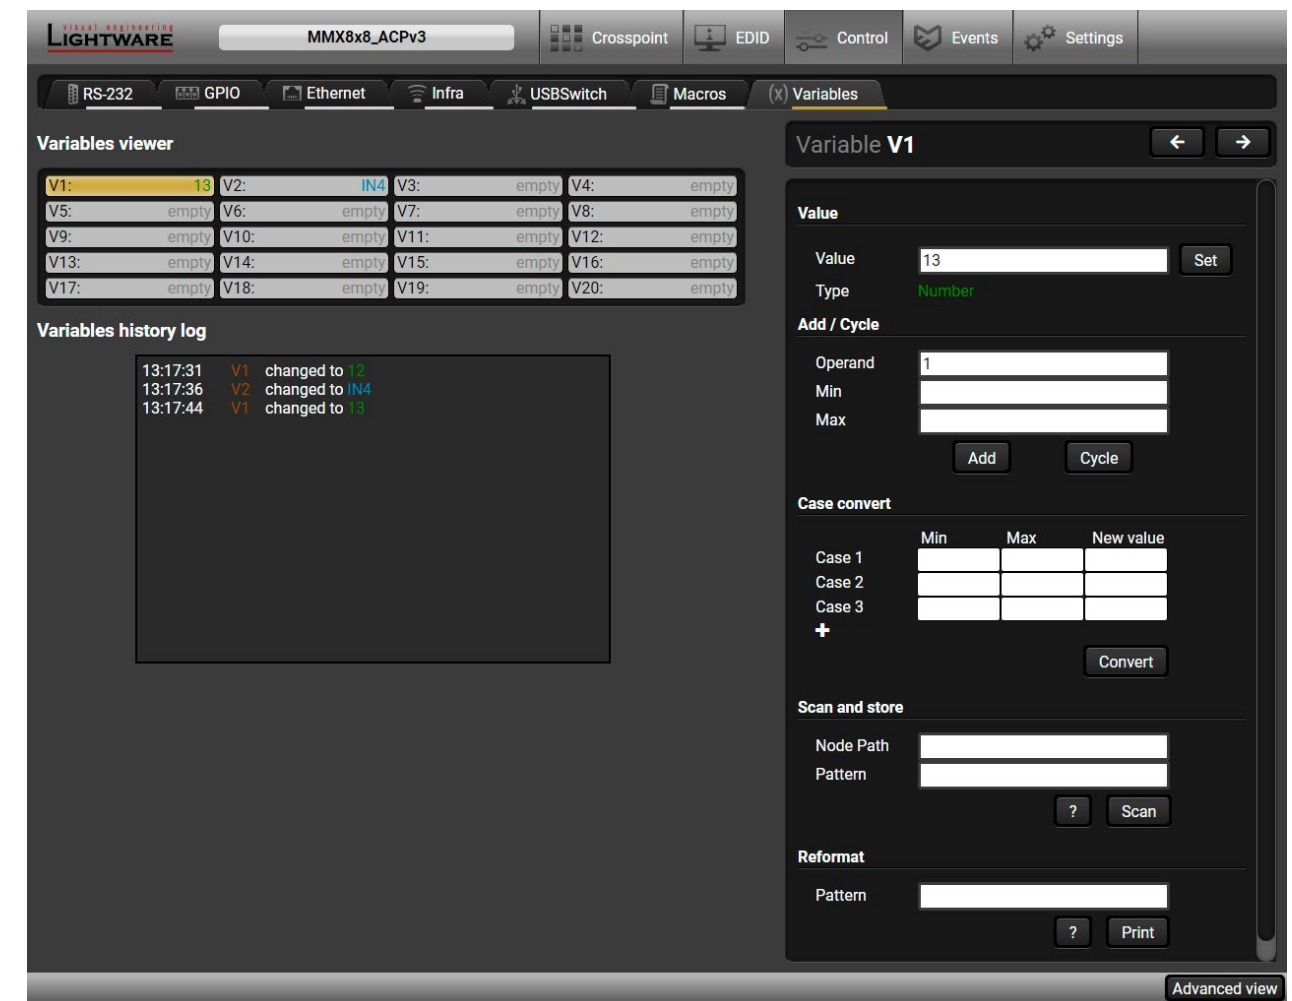 visual engineering
LIGHTWARE
MMX8x8_ACPv3
Crosspoint
EDID
Control
Events
Settings
RS-232
GPIO
Ethernet
Infra
USBSwitch
Macros
(x) Variables
Variables viewer
V1: 13 V2: IN4 V3: empty V4: empty
V5: empty V6: empty V7: empty V8: empty
V9: empty V10: empty V11: empty V12: empty
V13: empty V14: empty V15: empty V16: empty
V17: empty V18: empty V19: empty V20: empty
Variables history log
13:17:31 V1 changed to 12
13:17:36 V2 changed to IN4
13:17:44 V1 changed to 13
Variable V1
Value
Value 13 Set
Type Number
Add / Cycle
Operand 1
Min
Max
Add Cycle
Case convert
Min Max New value
Case 1
Case 2
Case 3
Convert
Scan and store
Node Path
Pattern
? Scan
Reformat
Pattern
? Print
Advanced view